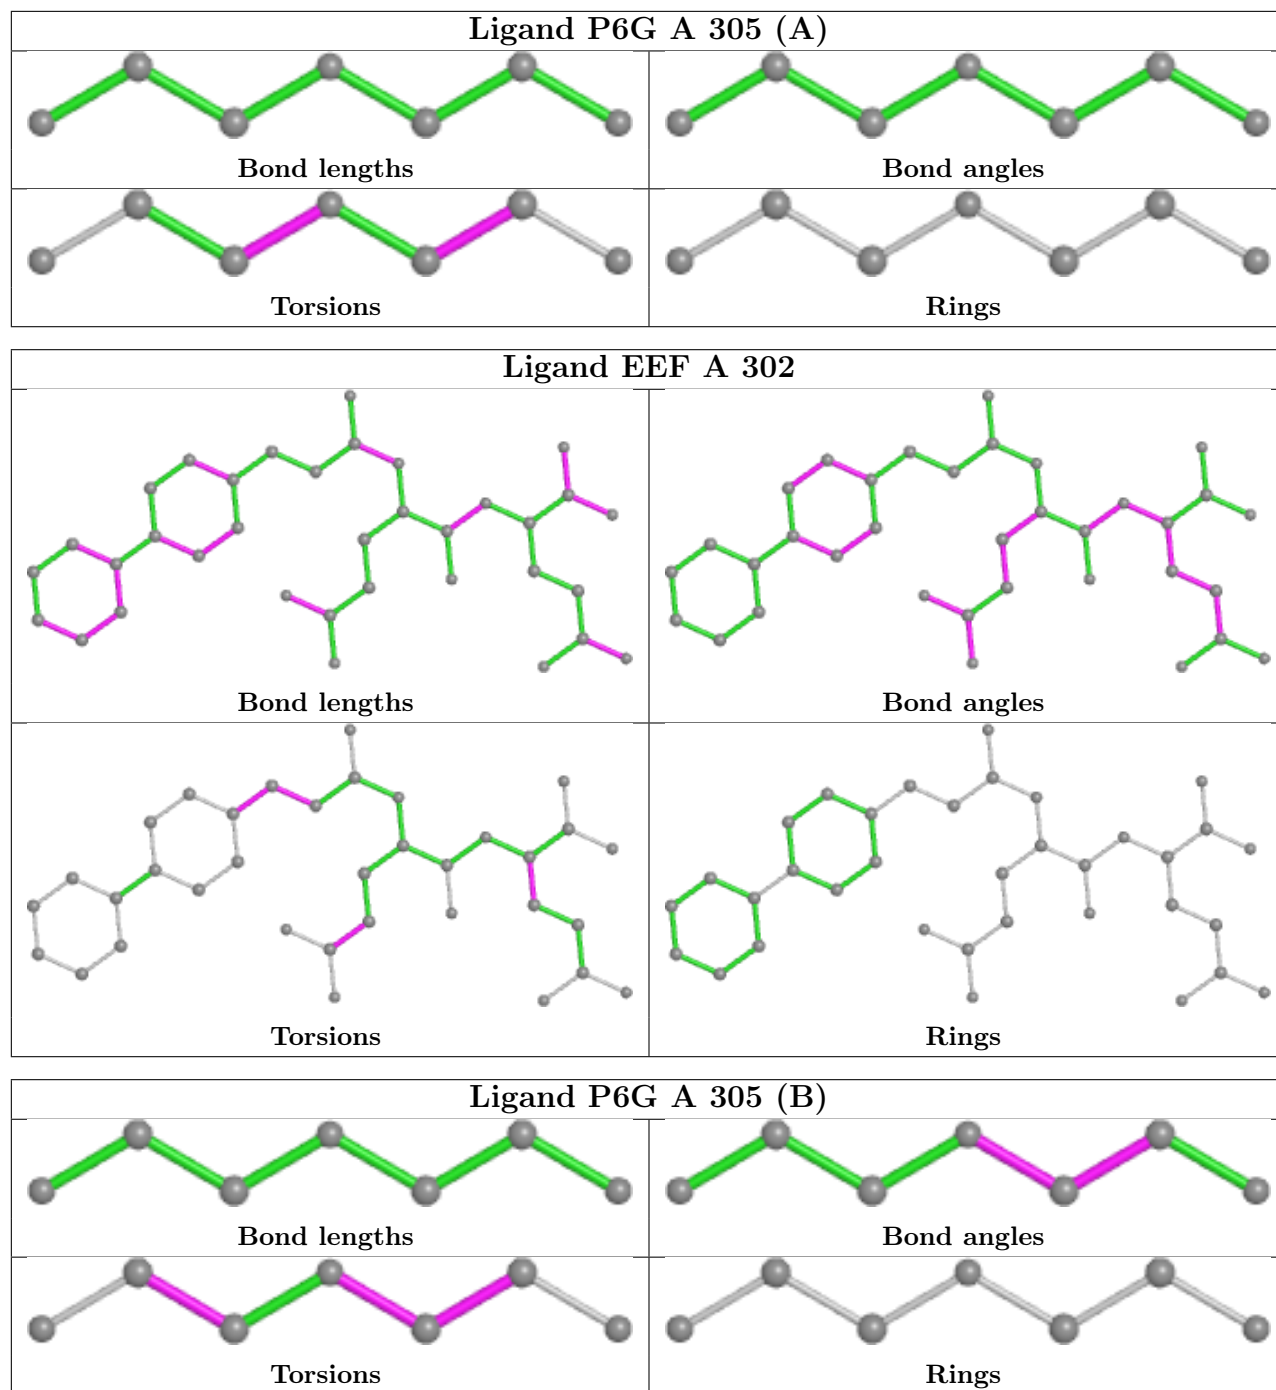 Ligand P6G A 305 (A)
Bond lengths
Bond angles
Torsions
Rings
Ligand EEF A 302
Bond lengths
Bond angles
Torsions
Rings
Ligand P6G A 305 (B)
Bond lengths
Bond angles
Torsions
Rings